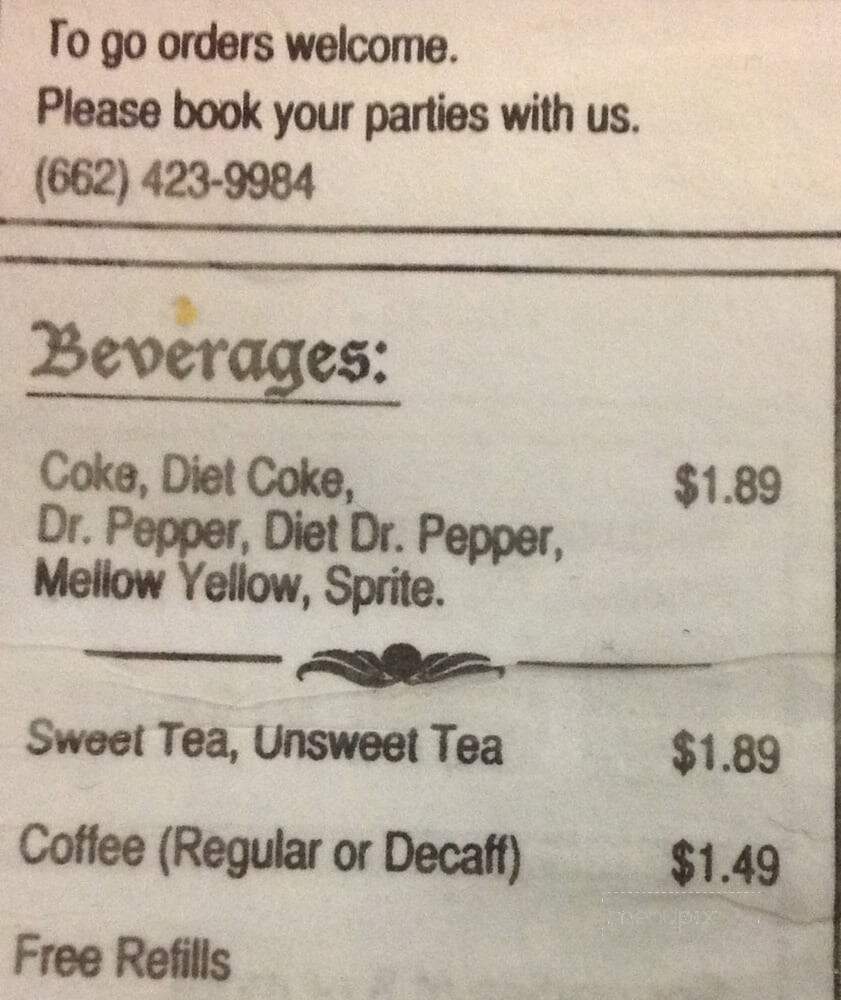 To go orders welcome.
Please book your parties with us.
(662) 423-9984
Beverages:
Coke, Diet Coke, $1.89
Dr. Pepper, Diet Dr. Pepper,
Mellow Yellow, Sprite.
Sweet Tea, Unsweet Tea $1.89
Coffee (Regular or Decaff) $1.49
menupix
Free Refills